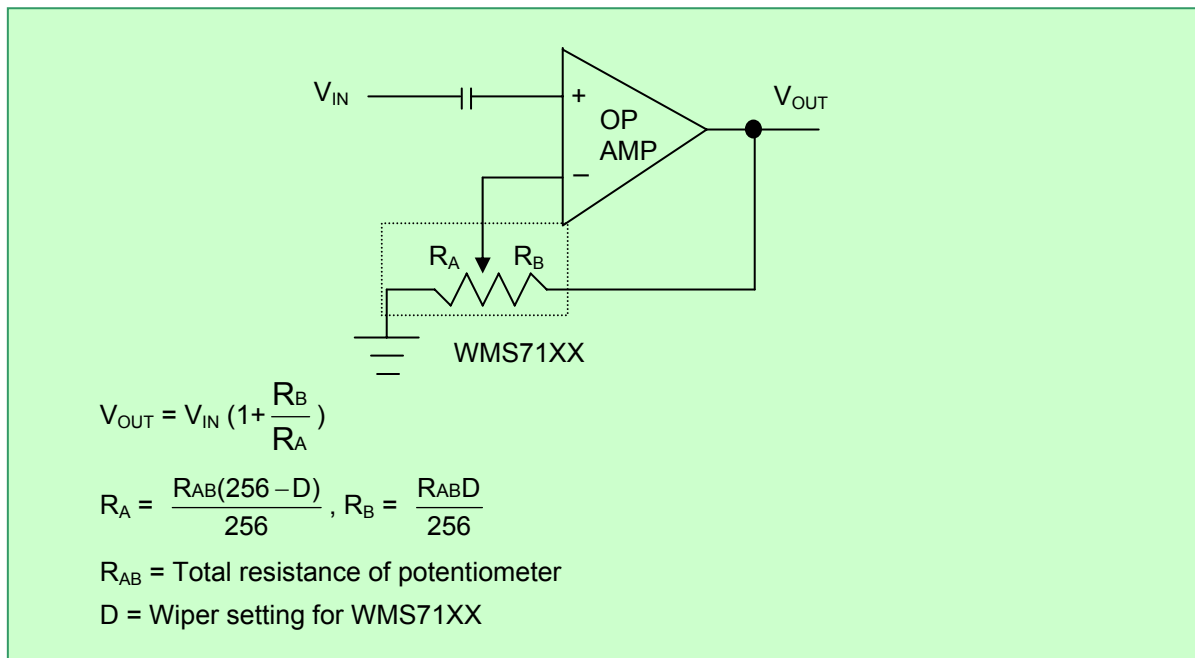 V_IN
+
OP
AMP
V_OUT
−
R_A
R_B
WMS71XX
V_OUT = V_IN (1+ R_B / R_A )
R_A = R_AB(256 − D) / 256 , R_B = R_ABD / 256
R_AB = Total resistance of potentiometer
D = Wiper setting for WMS71XX